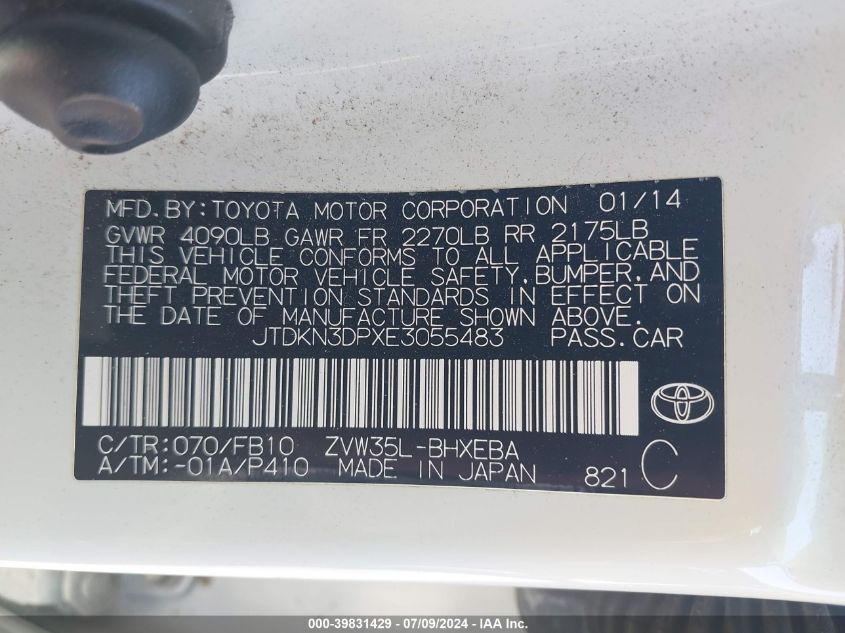 MFD. BY: TOYOTA MOTOR CORPORATION 01/14
GVWR 4090LB GAWR FR 2270LB RR 2175LB
THIS VEHICLE CONFORMS TO ALL APPLICABLE
FEDERAL MOTOR VEHICLE SAFETY, BUMPER, AND
THEFT PREVENTION STANDARDS IN EFFECT ON
THE DATE OF MANUFACTURE SHOWN ABOVE.
JTDKN3DPXE3055483 PASS. CAR
C/TR: 070/FB10 ZVW35L-BHXEBA
A/TM: -01A/P410 MADE IN JAPAN 821 C
000-39831429 - 07/09/2024 - IAA Inc.